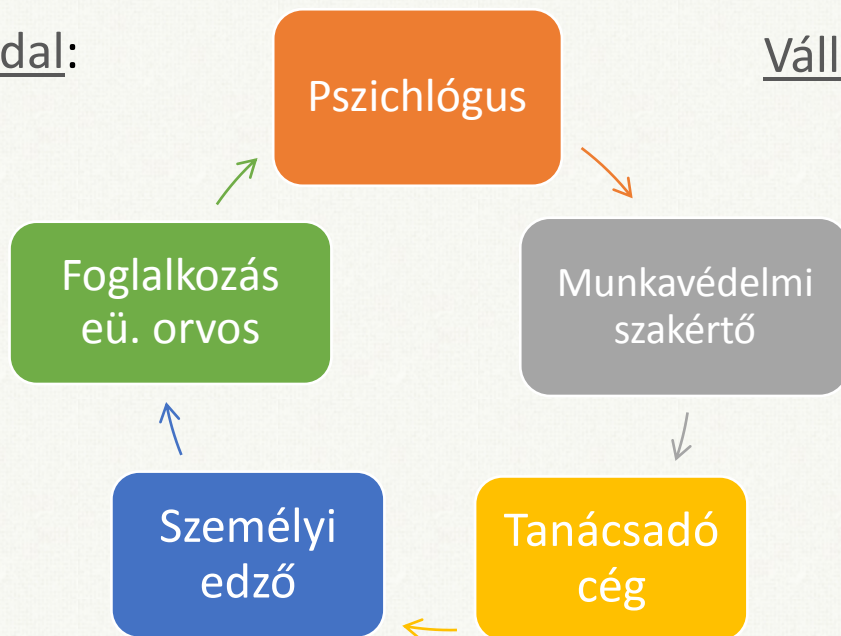 dal:
Váll
Pszichlógus
Foglalkozás
eü. orvos
Munkavédelmi
szakértő
Személyi
edző
Tanácsadó
cég